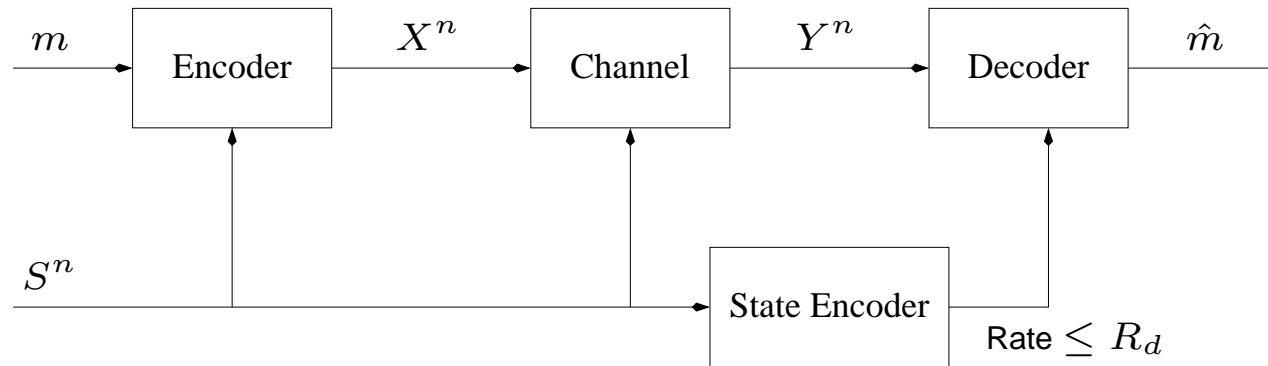 m
Encoder
X^n
Channel
Y^n
Decoder
m̂
S^n
State Encoder
Rate ≤ R_d